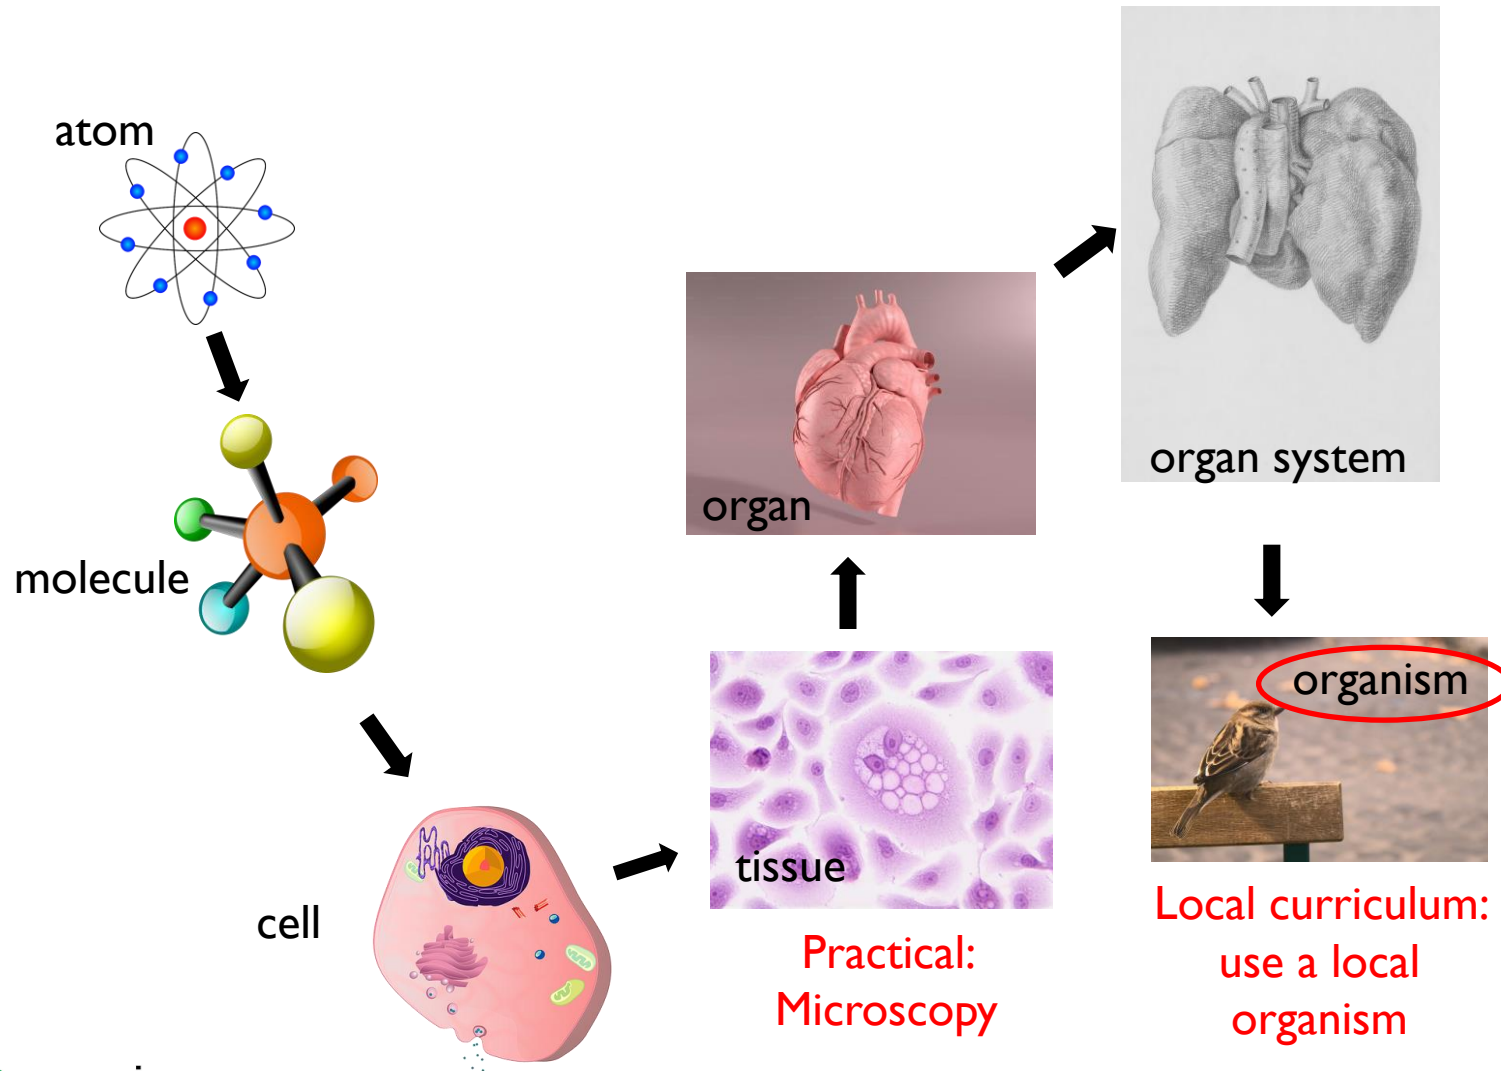 atom
molecule
cell
tissue
Practical:
Microscopy
organ
organ system
organism
Local curriculum:
use a local
organism